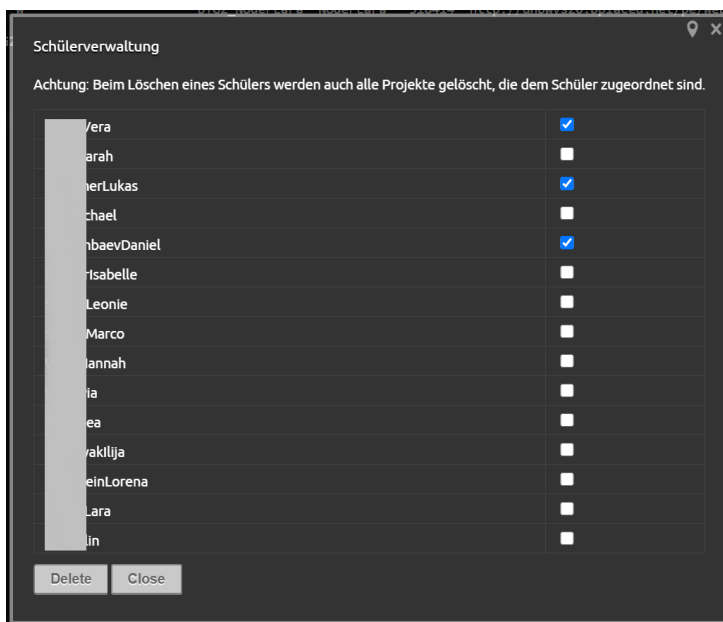 Schülerverwaltung
Achtung: Beim Löschen eines Schülers werden auch alle Projekte gelöscht, die dem Schüler zugeordnet sind.
Vera
arah
nerLukas
chael
nbaevDaniel
rIsabelle
Leonie
Marco
Hannah
ia
ea
vakIlija
einLorena
Lara
lin
Delete Close